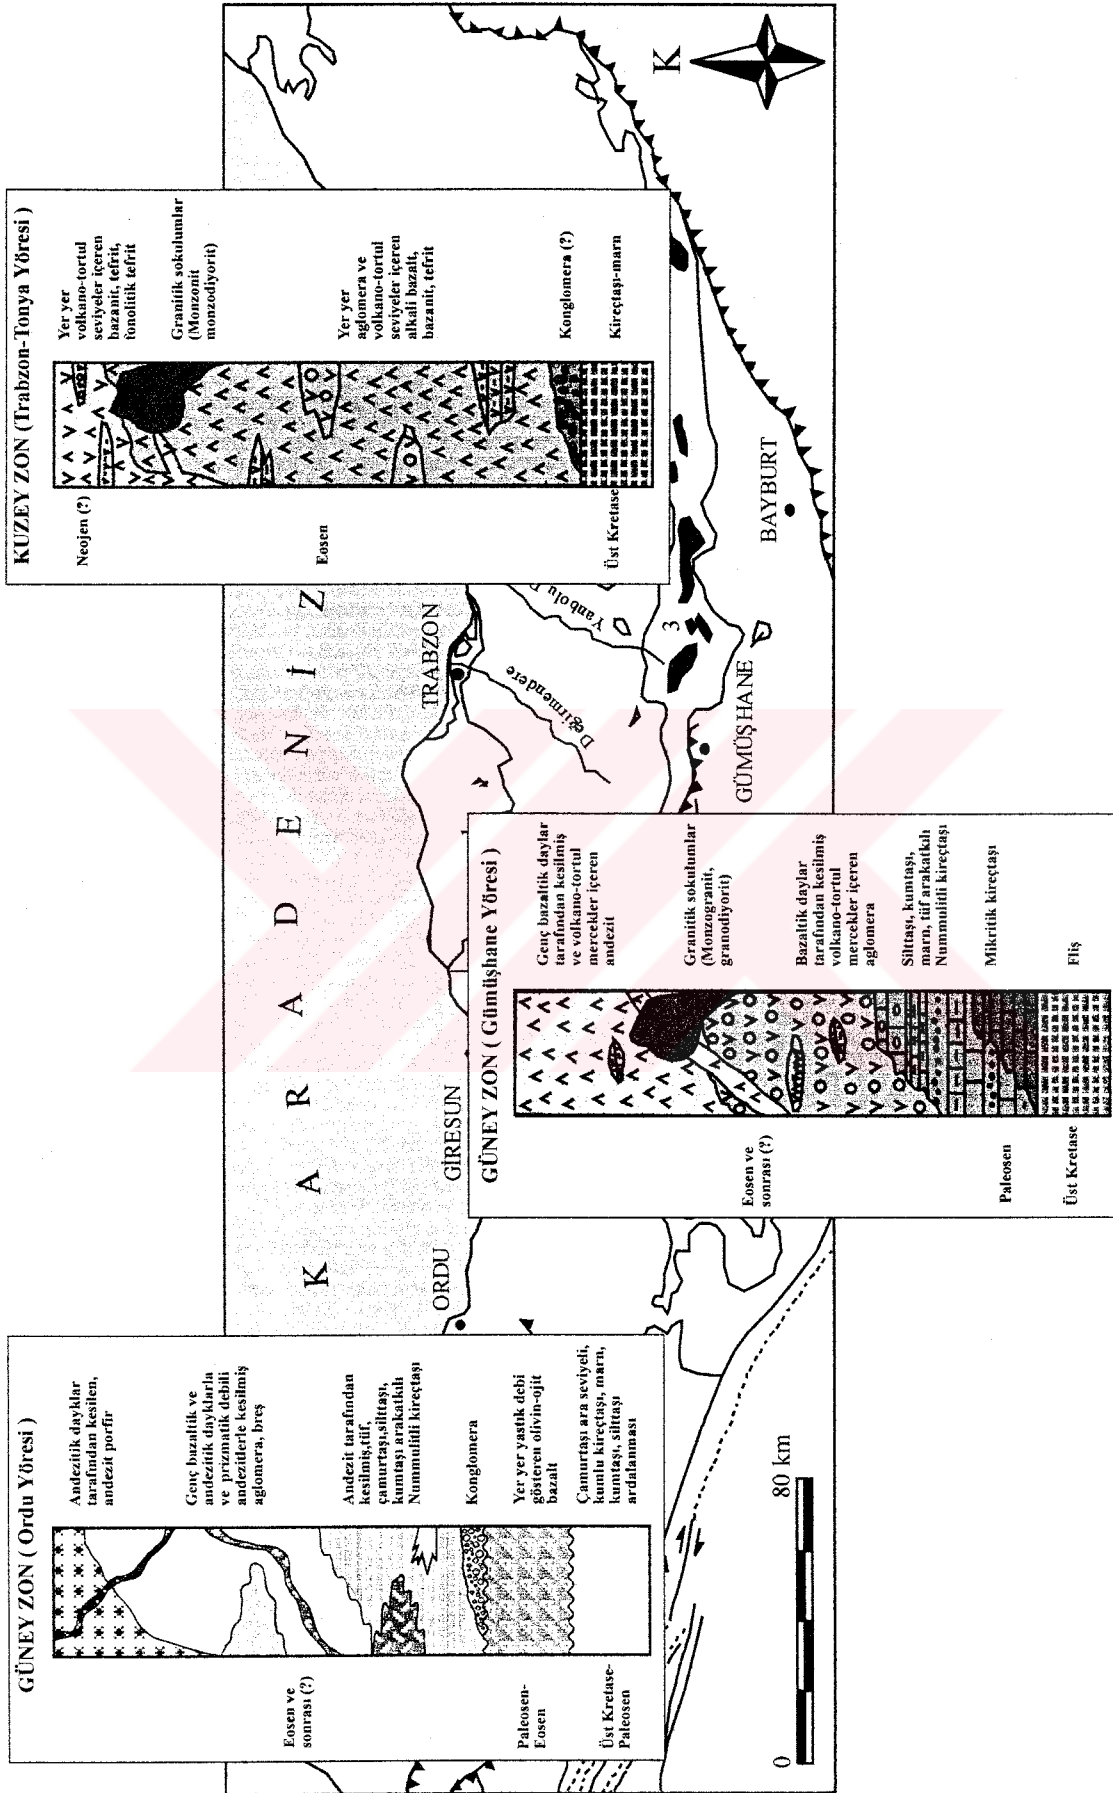 GÜNEY ZON ( Ordu Yöresi )
Andezitik dayklar
tarafından kesilen,
andezit porfir
Genç bazaltik ve
andezitik dayklarla
ve prizmatik debili
andezitlerle kesilmiş
aglomera, breş
Andezit tarafından
kesilmiş,tüf,
çamurtaşı,silttaşı,
kumtaşı arakatkılı
Nummulitli kireçtaşı
Konglomera
Yer yer yastık debi
gösteren olivin-ojit
bazalt
Çamurtaşı ara seviyeli,
kumlu kireçtaşı, marn,
kumtaşı, silttaşı
ardalanması
Eosen ve
sonrası (?)
Paleosen-
Eosen
Üst Kretase-
Paleosen
GÜNEY ZON ( Gümüşhane Yöresi )
Genç bazaltik daylar
tarafından kesilmiş
ve volkano-tortul
mercekler içeren
andezit
Granitik sokulumlar
(Monzogranit,
granodiyorit)
Bazaltik daylar
tarafından kesilmiş
volkano-tortul
mercekler içeren
aglomera
Silttaşı, kumtaşı,
marn, tüf arakatkılı
Nummulitli kireçtaşı
Mikritik kireçtaşı
Fliş
Eosen ve
sonrası (?)
Paleosen
Üst Kretase
KUZEY ZON (Trabzon-Tonya Yöresi )
Yer yer
volkano-tortul
seviyeler içeren
bazanit, tefrit,
fonolitik tefrit
Granitik sokulumlar
(Monzonit
monzodiyorit)
Yer yer
aglomera ve
volkano-tortul
seviyeler içeren
alkali bazalt,
bazanit, tefrit
Konglomera (?)
Kireçtaşı-marn
Neojen (?)
Eosen
Üst Kretase
K A R A D E N İ Z
ORDU
GİRESUN
TRABZON
Değirmendere
Yanbolu D
3
GÜMÜŞHANE
BAYBURT
K
0
80 km